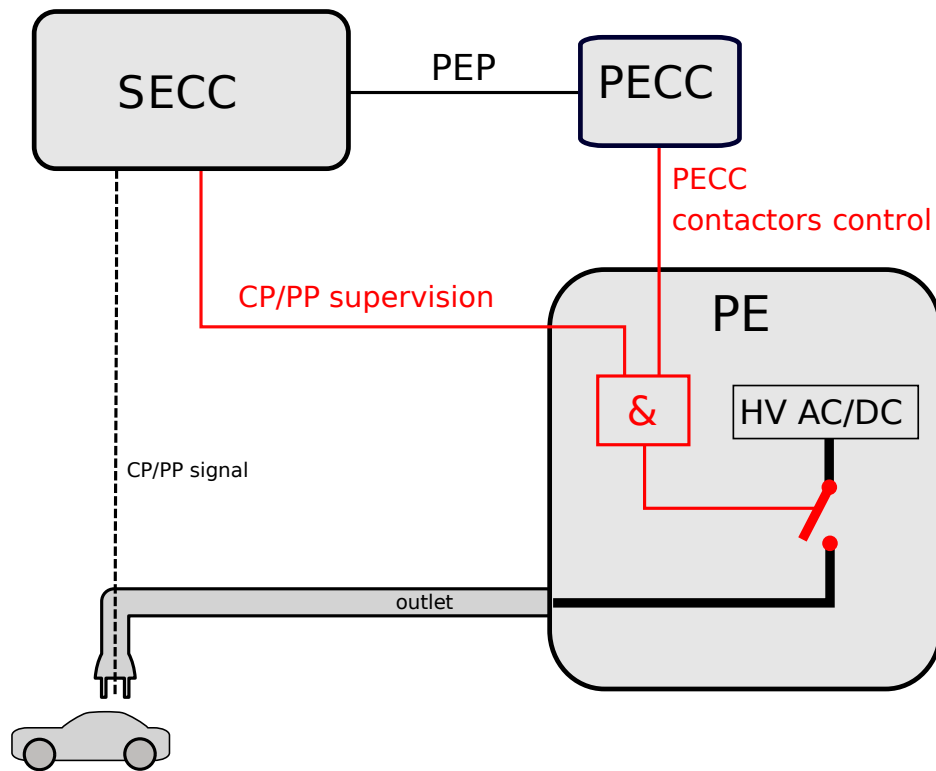 SECC
PEP
PECC
PECC
contactors control
CP/PP supervision
PE
&
HV AC/DC
CP/PP signal
outlet